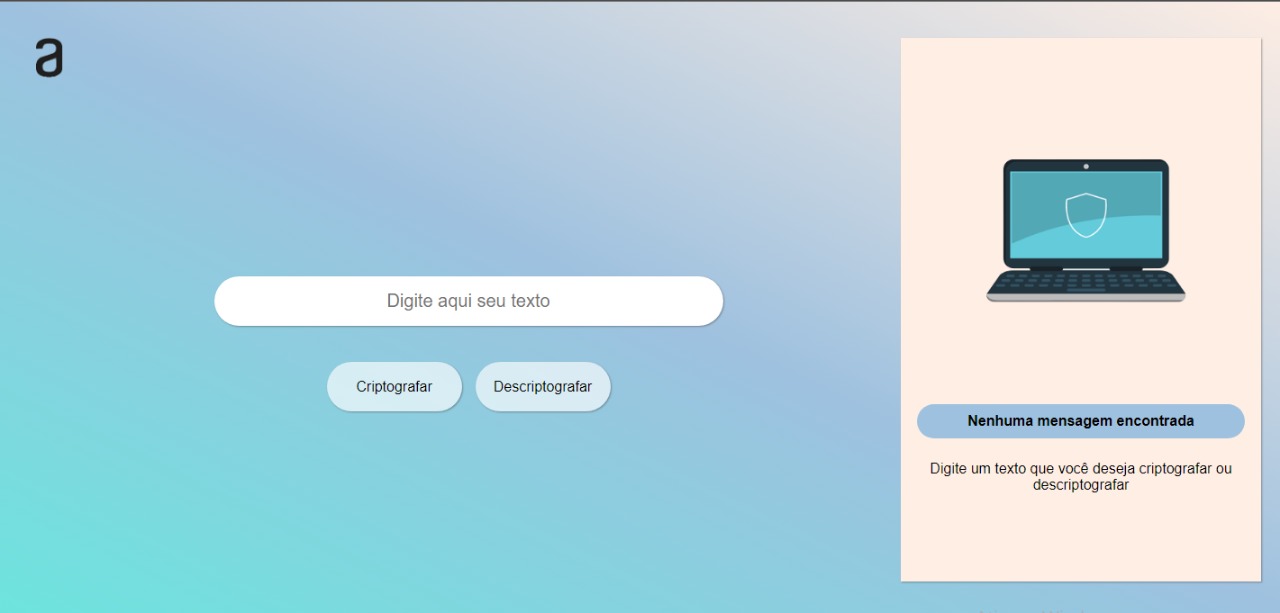 a
Digite aqui seu texto
Criptografar
Descriptografar
Nenhuma mensagem encontrada
Digite um texto que você deseja criptografar ou
descriptografar